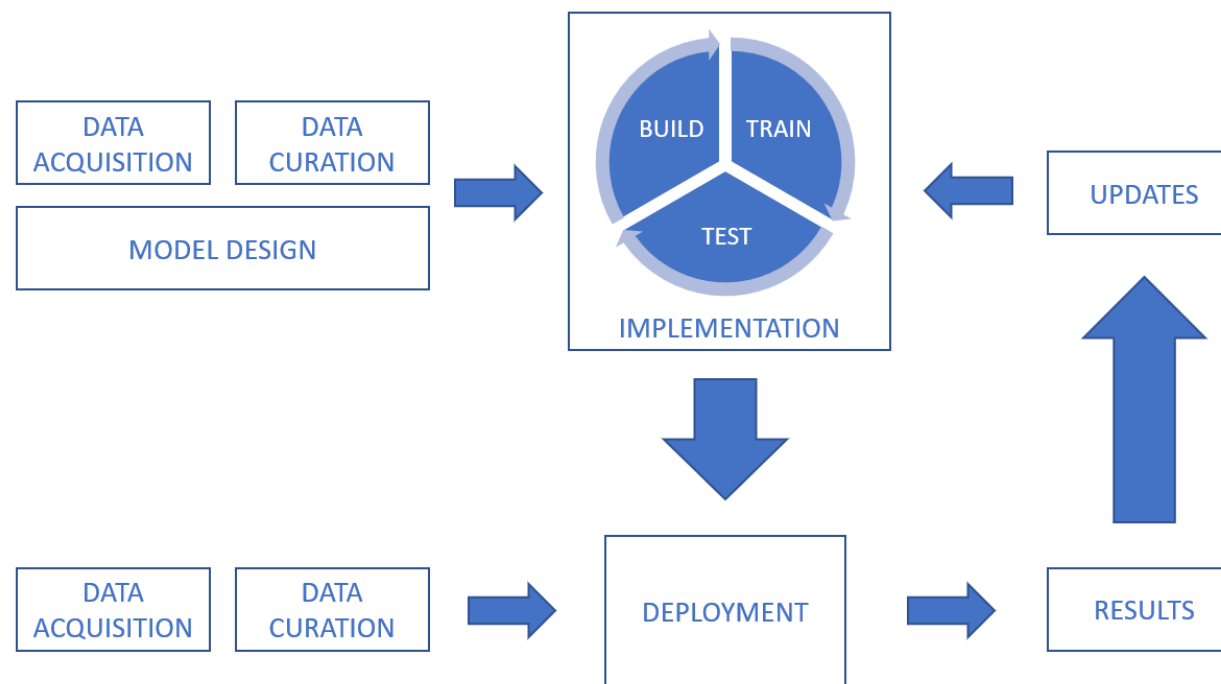 DATA
ACQUISITION
DATA
CURATION
MODEL DESIGN
BUILD
TRAIN
TEST
IMPLEMENTATION
UPDATES
DATA
ACQUISITION
DATA
CURATION
DEPLOYMENT
RESULTS